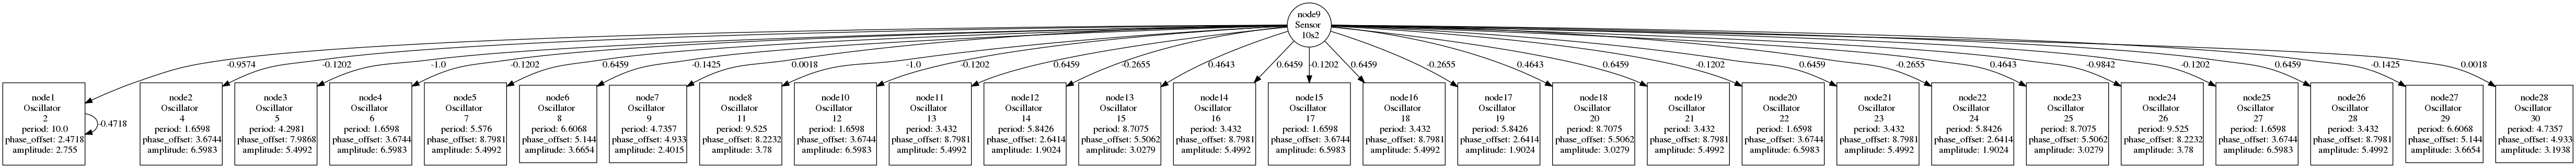 node9
Sensor
10s2
-0.9574
-0.1202
-1.0
-0.1202
0.6459
-0.1425
0.0018
-1.0
-0.1202
0.6459
-0.2655
0.4643
0.6459
-0.1202
0.6459
-0.2655
0.4643
0.6459
-0.1202
0.6459
-0.2655
0.4643
-0.9842
-0.1202
0.6459
-0.1425
0.0018
node1
Oscillator
2
period: 10.0
phase_offset: 2.4718
amplitude: 2.755
-0.4718
node2
Oscillator
4
period: 1.6598
phase_offset: 3.6744
amplitude: 6.5983
node3
Oscillator
5
period: 4.2981
phase_offset: 7.9868
amplitude: 5.4992
node4
Oscillator
6
period: 1.6598
phase_offset: 3.6744
amplitude: 6.5983
node5
Oscillator
7
period: 5.576
phase_offset: 8.7981
amplitude: 5.4992
node6
Oscillator
8
period: 6.6068
phase_offset: 5.144
amplitude: 3.6654
node7
Oscillator
9
period: 4.7357
phase_offset: 4.933
amplitude: 2.4015
node8
Oscillator
11
period: 9.525
phase_offset: 8.2232
amplitude: 3.78
node10
Oscillator
12
period: 1.6598
phase_offset: 3.6744
amplitude: 6.5983
node11
Oscillator
13
period: 3.432
phase_offset: 8.7981
amplitude: 5.4992
node12
Oscillator
14
period: 5.8426
phase_offset: 2.6414
amplitude: 1.9024
node13
Oscillator
15
period: 8.7075
phase_offset: 5.5062
amplitude: 3.0279
node14
Oscillator
16
period: 3.432
phase_offset: 8.7981
amplitude: 5.4992
node15
Oscillator
17
period: 1.6598
phase_offset: 3.6744
amplitude: 6.5983
node16
Oscillator
18
period: 3.432
phase_offset: 8.7981
amplitude: 5.4992
node17
Oscillator
19
period: 5.8426
phase_offset: 2.6414
amplitude: 1.9024
node18
Oscillator
20
period: 8.7075
phase_offset: 5.5062
amplitude: 3.0279
node19
Oscillator
21
period: 3.432
phase_offset: 8.7981
amplitude: 5.4992
node20
Oscillator
22
period: 1.6598
phase_offset: 3.6744
amplitude: 6.5983
node21
Oscillator
23
period: 3.432
phase_offset: 8.7981
amplitude: 5.4992
node22
Oscillator
24
period: 5.8426
phase_offset: 2.6414
amplitude: 1.9024
node23
Oscillator
25
period: 8.7075
phase_offset: 5.5062
amplitude: 3.0279
node24
Oscillator
26
period: 9.525
phase_offset: 8.2232
amplitude: 3.78
node25
Oscillator
27
period: 1.6598
phase_offset: 3.6744
amplitude: 6.5983
node26
Oscillator
28
period: 3.432
phase_offset: 8.7981
amplitude: 5.4992
node27
Oscillator
29
period: 6.6068
phase_offset: 5.144
amplitude: 3.6654
node28
Oscillator
30
period: 4.7357
phase_offset: 4.933
amplitude: 3.1938